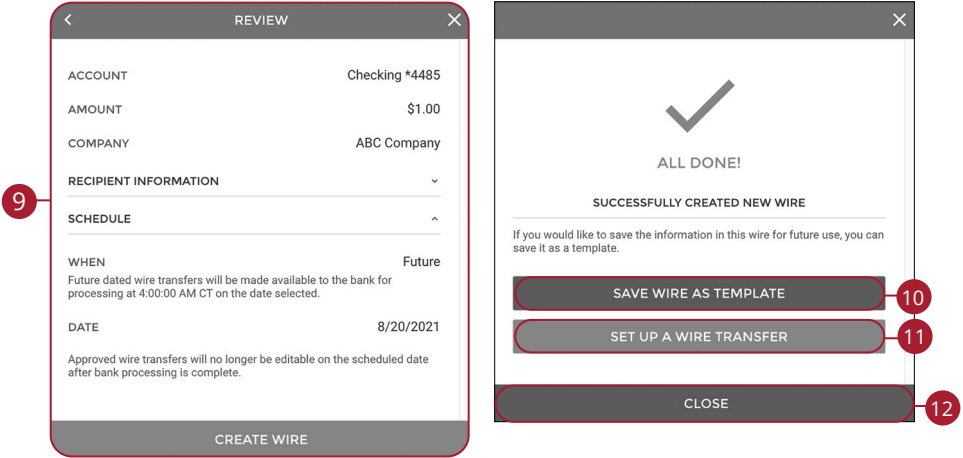 REVIEW
ACCOUNT Checking *4485
AMOUNT $1.00
COMPANY ABC Company
RECIPIENT INFORMATION
SCHEDULE
WHEN Future
Future dated wire transfers will be made available to the bank for
processing at 4:00:00 AM CT on the date selected.
DATE 8/20/2021
Approved wire transfers will no longer be editable on the scheduled date
after bank processing is complete.
CREATE WIRE
9
ALL DONE!
SUCCESSFULLY CREATED NEW WIRE
If you would like to save the information in this wire for future use, you can
save it as a template.
SAVE WIRE AS TEMPLATE
10
SET UP A WIRE TRANSFER
11
CLOSE
12